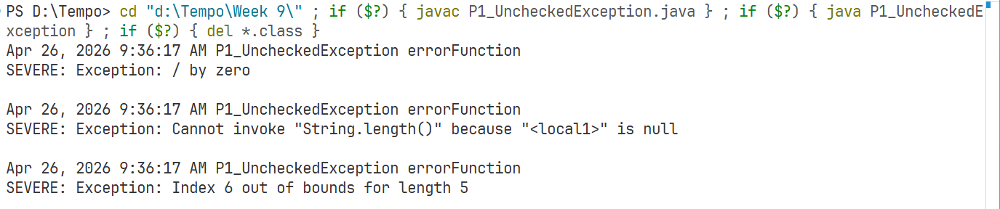 PS D:\Tempo> cd "d:\Tempo\Week 9\" ; if ($?) { javac P1_UncheckedException.java } ; if ($?) { java P1_UncheckedE
xception } ; if ($?) { del *.class }
Apr 26, 2026 9:36:17 AM P1_UncheckedException errorFunction
SEVERE: Exception: / by zero

Apr 26, 2026 9:36:17 AM P1_UncheckedException errorFunction
SEVERE: Exception: Cannot invoke "String.length()" because "<local1>" is null

Apr 26, 2026 9:36:17 AM P1_UncheckedException errorFunction
SEVERE: Exception: Index 6 out of bounds for length 5